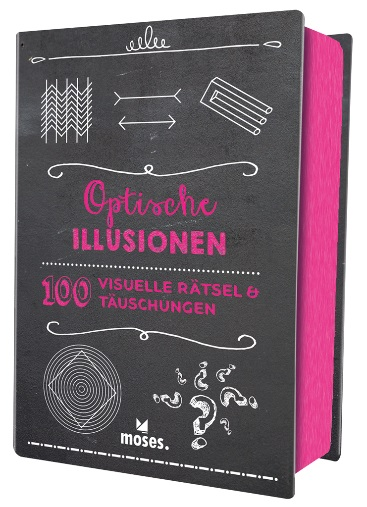 Optische
ILLUSIONEN
100 VISUELLE RÄTSEL &
TÄUSCHUNGEN
? ? ? ? ? ?
moses.